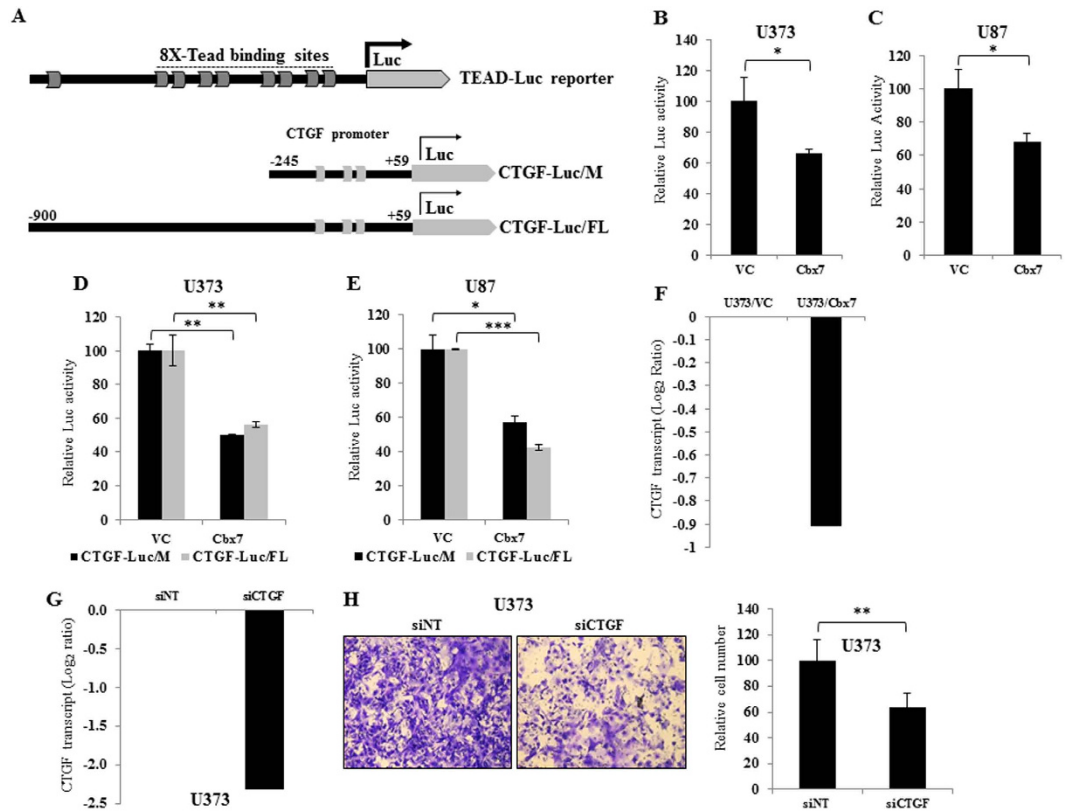 A
8X-Tead binding sites
Luc
TEAD-Luc reporter
CTGF promoter
-245
+59
Luc
CTGF-Luc/M
-900
+59
Luc
CTGF-Luc/FL
B
U373
*
Relative Luc activity
140
120
100
80
60
40
20
0
VC
Cbx7
C
U87
*
Relative Luc Activity
120
100
80
60
40
20
0
VC
Cbx7
D
U373
**
**
Relative Luc activity
120
100
80
60
40
20
0
VC
Cbx7
CTGF-Luc/M
CTGF-Luc/FL
E
U87
*
***
Relative Luc activity
120
100
80
60
40
20
0
VC
Cbx7
CTGF-Luc/M
CTGF-Luc/FL
F
U373/VC
U373/Cbx7
CTGF transcript (Log2 Ratio)
0
-0.1
-0.2
-0.3
-0.4
-0.5
-0.6
-0.7
-0.8
-0.9
-1
G
siNT
siCTGF
CTGF transcript (Log2 ratio)
0.0
-0.5
-1.0
-1.5
-2.0
-2.5
U373
H
U373
siNT
siCTGF
**
U373
Relative cell number
140
120
100
80
60
40
20
0
siNT
siCTGF